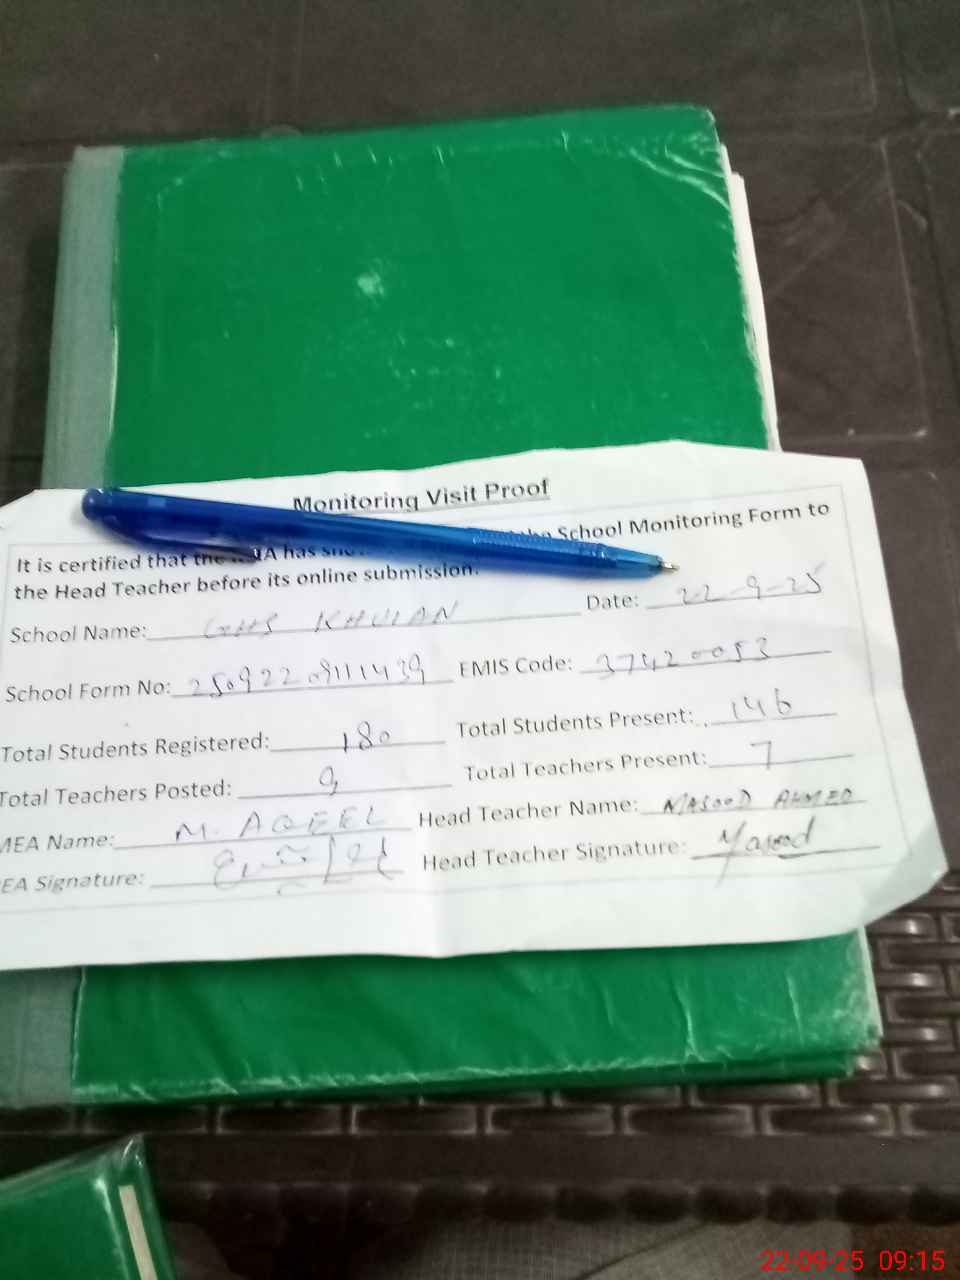 Monitoring Visit Proof
It is certified that the MEA has School Monitoring Form to
the Head Teacher before its online submission.
School Name: GHS KHUIAN Date: 22-9-25
School Form No: EMIS Code: 37420053
Total Students Registered: 180 Total Students Present: 146
Total Teachers Posted: 9 Total Teachers Present: 7
MEA Name: M. AQEEL Head Teacher Name: MASOOD AHMED
EA Signature: Head Teacher Signature: Masood
22-09-25 09:15